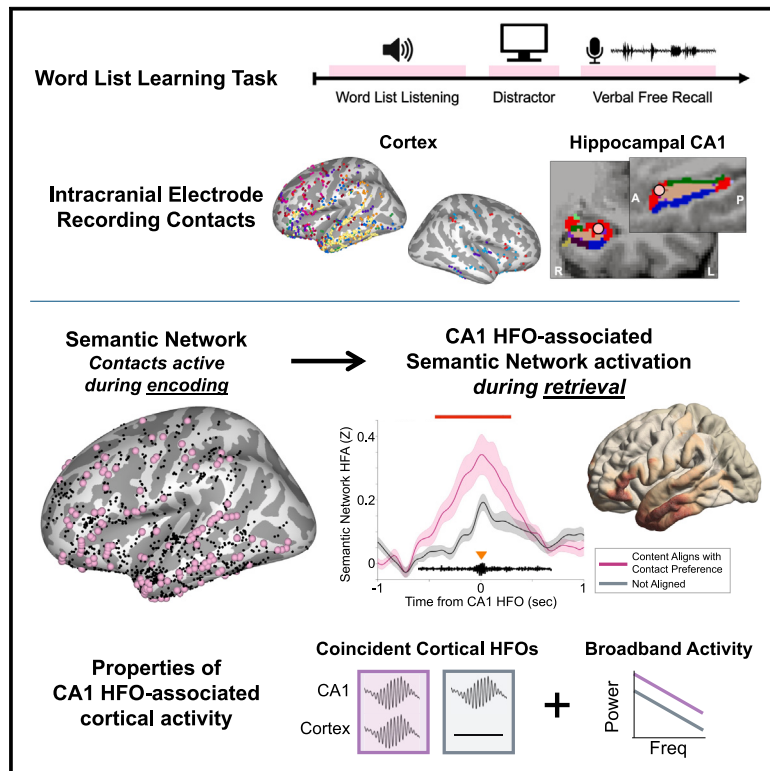 Word List Learning Task
Word List Listening
Distractor
Verbal Free Recall
Cortex
Hippocampal CA1
Intracranial Electrode
Recording Contacts
A
P
R
L
Semantic Network
Contacts active
during encoding
CA1 HFO-associated
Semantic Network activation
during retrieval
Semantic Network HFA (Z)
0.4
0.2
0
-1
0
1
Time from CA1 HFO (sec)
Content Aligns with
Contact Preference
Not Aligned
Properties of
CA1 HFO-associated
cortical activity
Coincident Cortical HFOs
CA1
Cortex
+
Broadband Activity
Power
Freq